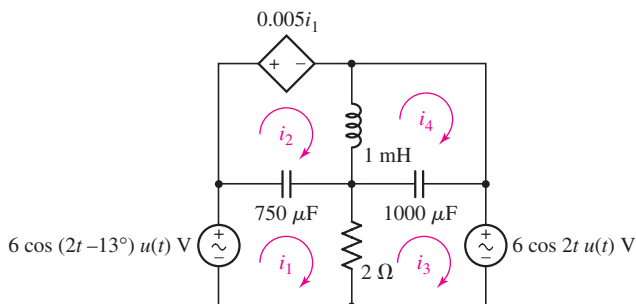 0.005i₁
+ −
i₂
i₄
1 mH
750 μF
1000 μF
6 cos (2t –13°) u(t) V
+
−
i₁
2 Ω
i₃
+
−
6 cos 2t u(t) V